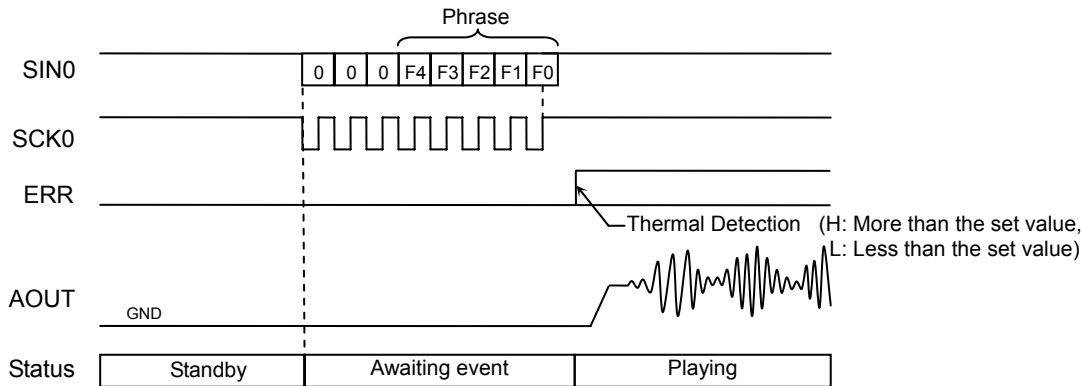 Phrase
SIN0
0 0 0 F4 F3 F2 F1 F0
SCK0
ERR
Thermal Detection (H: More than the set value,
L: Less than the set value)
AOUT
GND
Status Standby Awaiting event Playing